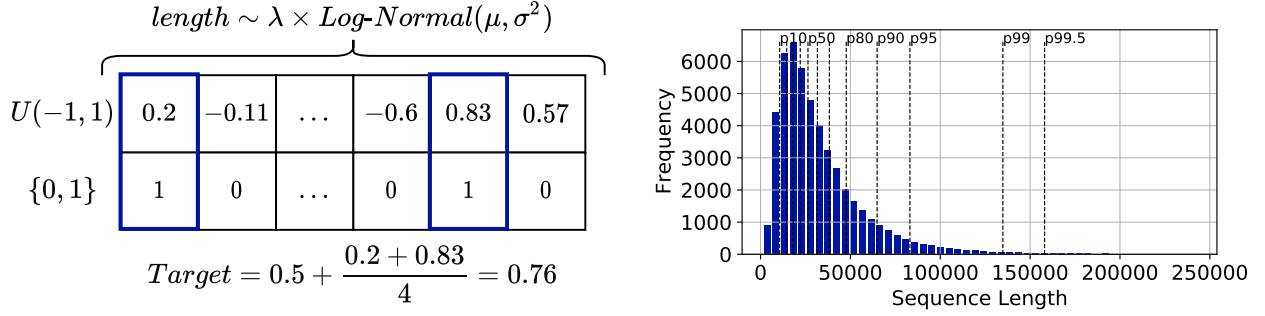 length ∼ λ × Log-Normal(μ, σ²)
U(−1, 1) 0.2 −0.11 ... −0.6 0.83 0.57
{0, 1} 1 0 ... 0 1 0
Target = 0.5 + (0.2 + 0.83) / 4 = 0.76
p10 p50 p80 p90 p95 p99 p99.5
6000
5000
4000
3000
2000
1000
0
Frequency
0 50000 100000 150000 200000 250000
Sequence Length